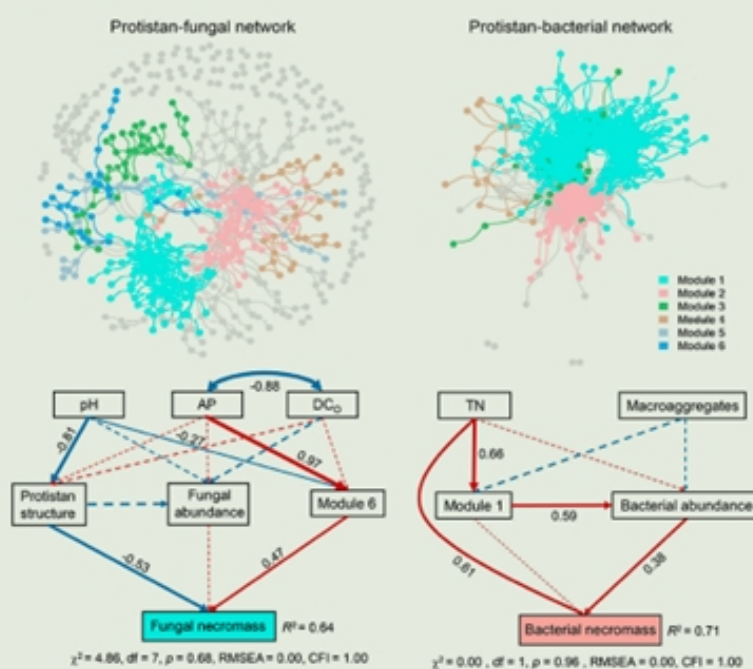 Protistan-fungal network
Protistan-bacterial network
Module 1
Module 2
Module 3
Module 4
Module 5
Module 6
-0.88
pH
AP
DC₀
-0.81
-0.27
0.97
Protistan
structure
Fungal
abundance
Module 6
-0.53
0.47
Fungal necromass
R² = 0.64
χ² = 4.86, df = 7, p = 0.68, RMSEA = 0.00, CFI = 1.00
TN
Macroaggregates
0.66
Module 1
0.59
Bacterial abundance
0.61
0.38
Bacterial necromass
R² = 0.71
χ² = 0.00 , df = 1, p = 0.96 , RMSEA = 0.00, CFI = 1.00